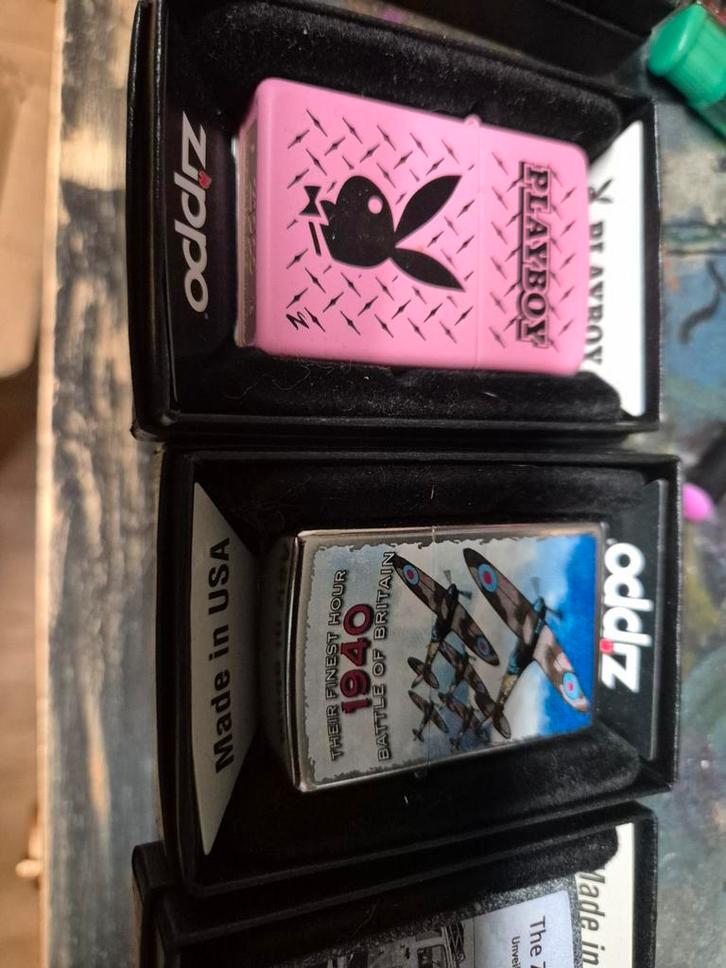 zippo
PLAYBOY
PLAYBOY
Made in USA
THEIR FINEST HOUR
1940
BATTLE OF BRITAIN
zippo
Made in
The